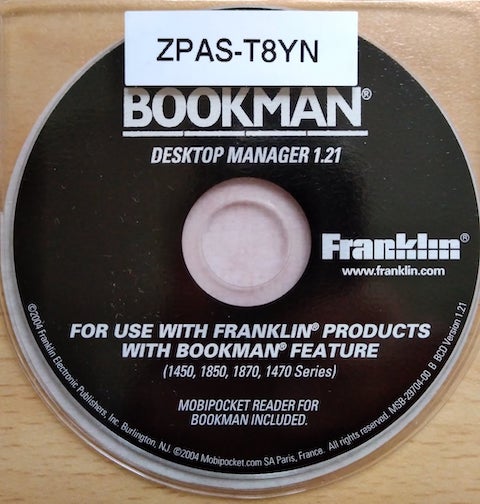 ZPAS-T8YN
BOOKMAN®
DESKTOP MANAGER 1.21
Franklin®
www.franklin.com
FOR USE WITH FRANKLIN® PRODUCTS
WITH BOOKMAN® FEATURE
(1450, 1850, 1870, 1470 Series)
MOBIPOCKET READER FOR
BOOKMAN INCLUDED.
©2004 Franklin Electronic Publishers, Inc. Burlington, NJ. ©2004 Mobipocket.com SA Paris, France. All rights reserved. MSB-29704-00 B BCD Version 1.21